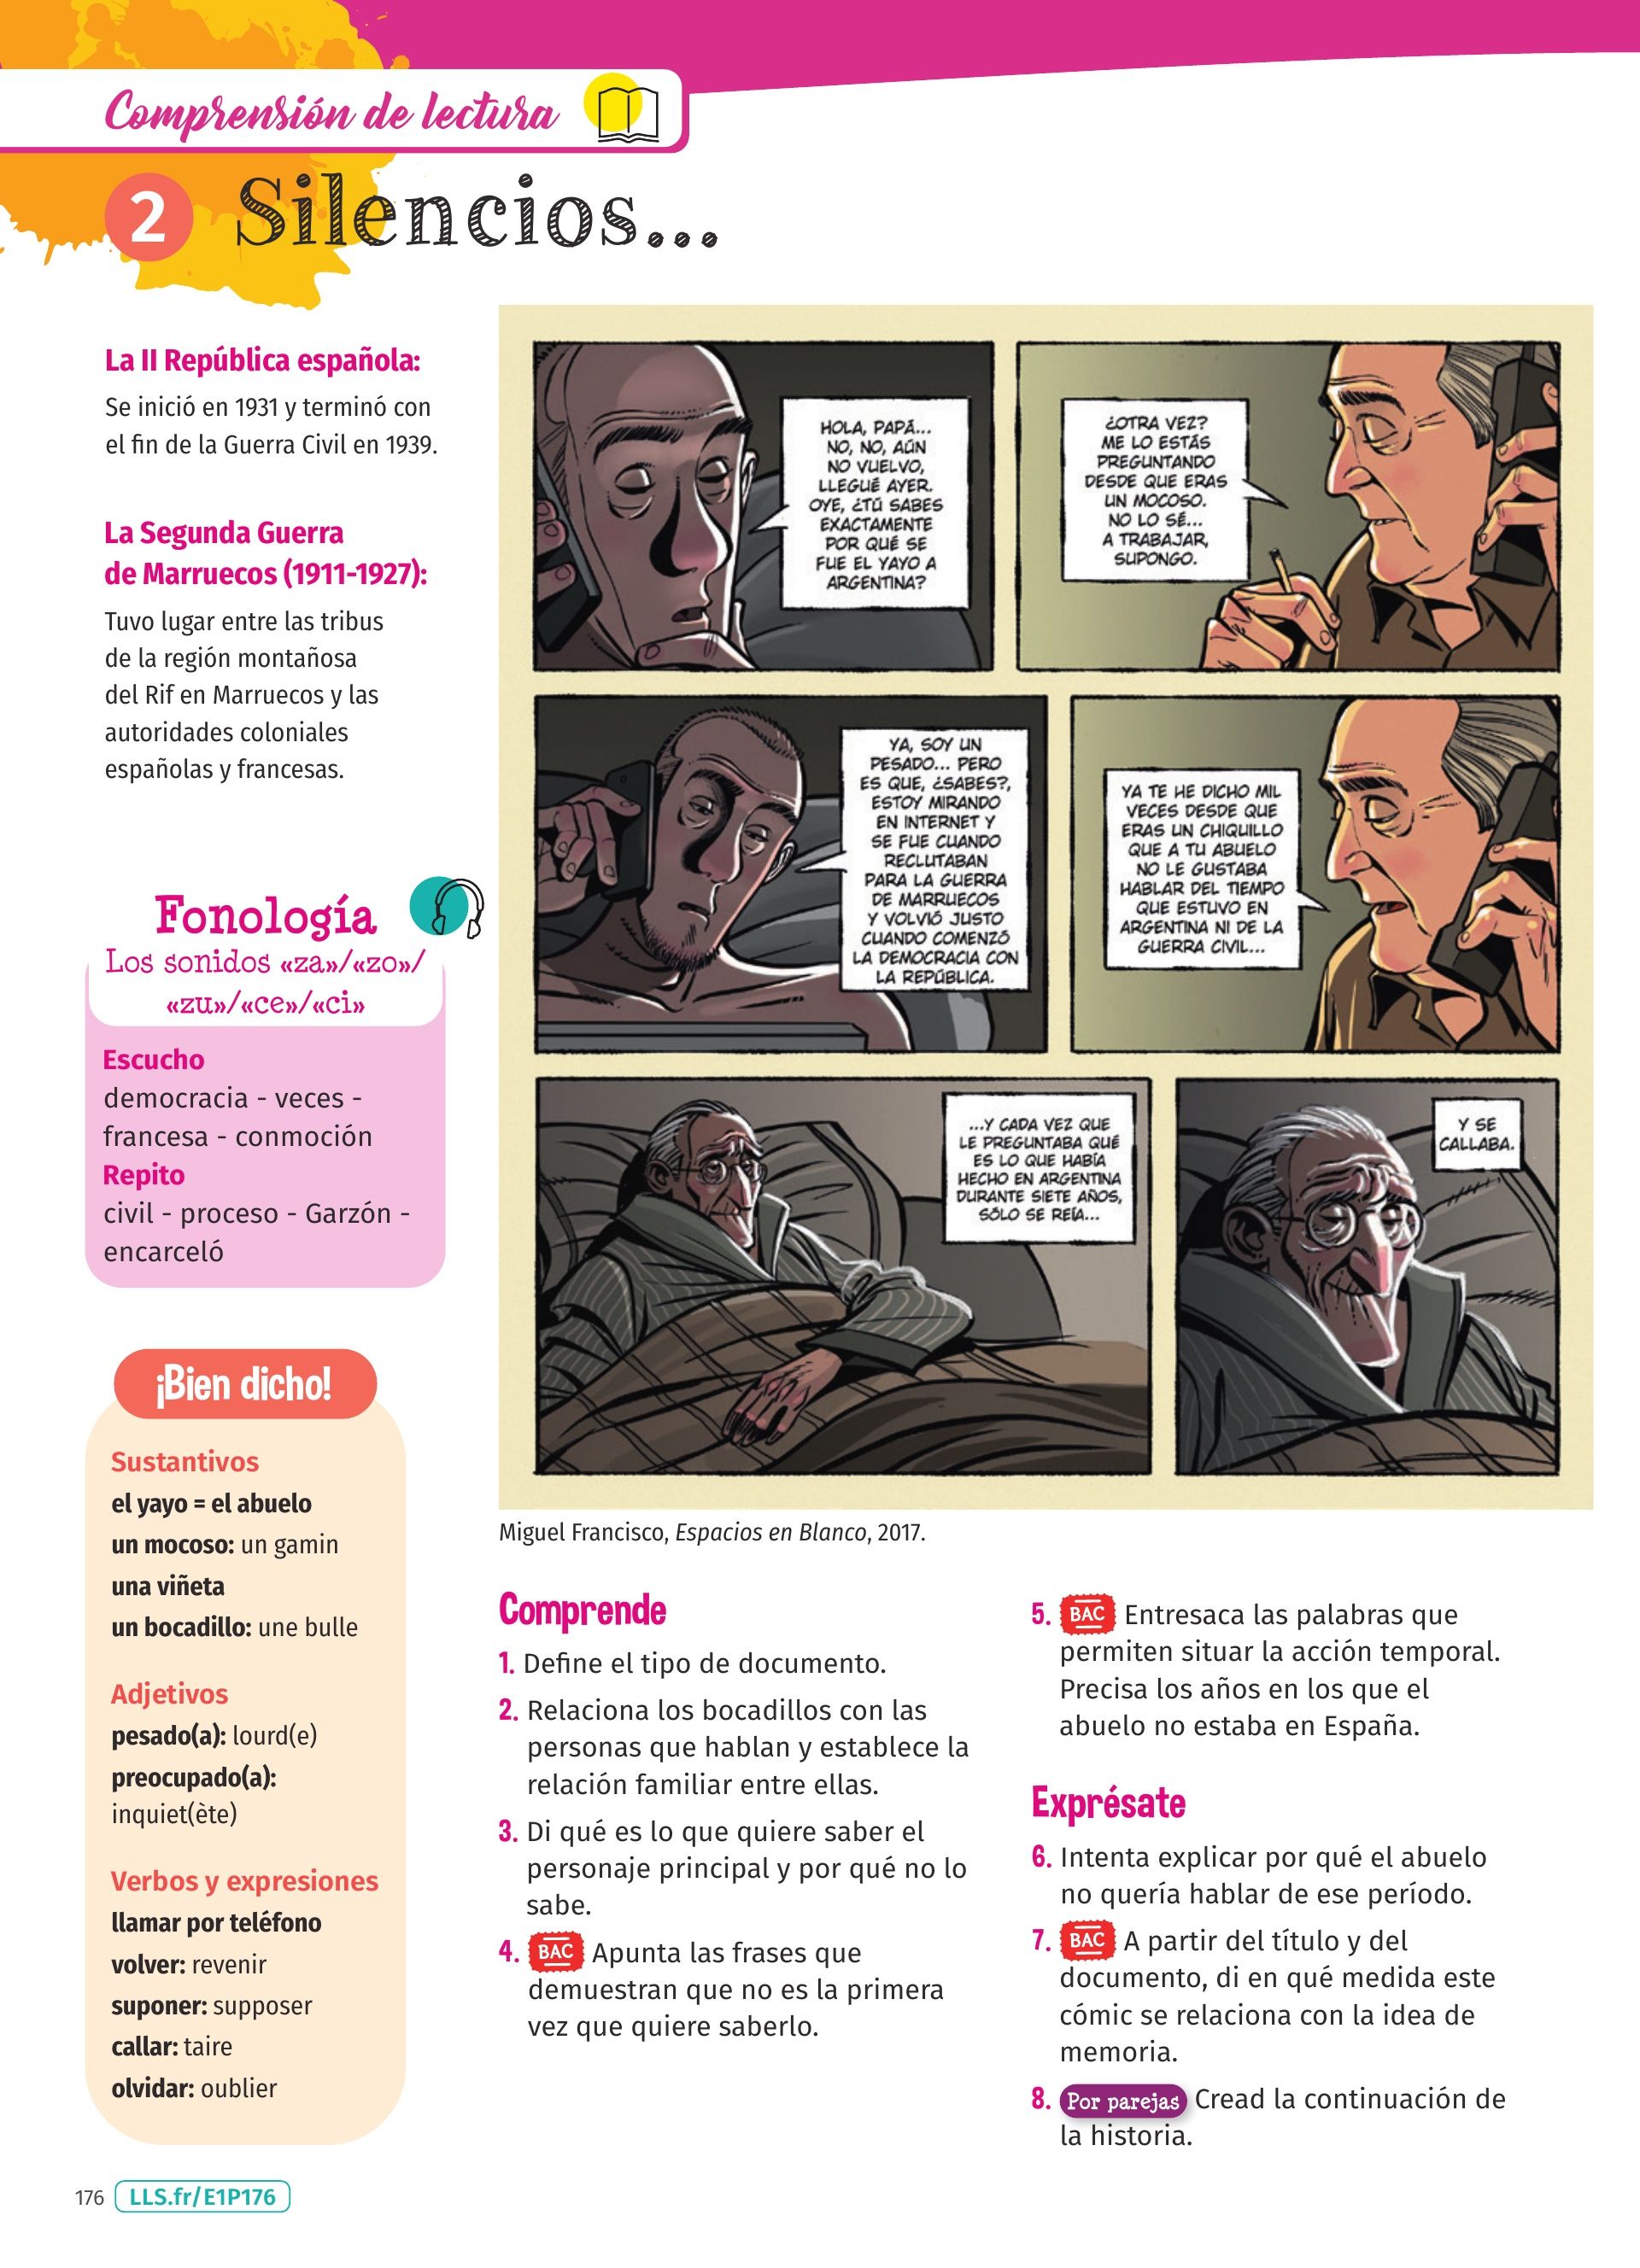 Comprensión de lectura
2 Silencios...
La II República española:
Se inició en 1931 y terminó con
el fin de la Guerra Civil en 1939.
La Segunda Guerra
de Marruecos (1911-1927):
Tuvo lugar entre las tribus
de la región montañosa
del Rif en Marruecos y las
autoridades coloniales
españolas y francesas.
Fonología
Los sonidos «za»/«zo»/
«zu»/«ce»/«ci»
Escucho
democracia - veces -
francesa - conmoción
Repito
civil - proceso - Garzón -
encarceló
¡Bien dicho!
Sustantivos
el yayo = el abuelo
un mocoso: un gamin
una viñeta
un bocadillo: une bulle
Adjetivos
pesado(a): lourd(e)
preocupado(a):
inquiet(ète)
Verbos y expresiones
llamar por teléfono
volver: revenir
suponer: supposer
callar: taire
olvidar: oublier
HOLA, PAPÁ...
NO, NO, AÚN
NO VUELVO,
LLEGUÉ AYER.
OYE, ¿TÚ SABES
EXACTAMENTE
POR QUÉ SE
FUE EL YAYO A
ARGENTINA?
¿OTRA VEZ?
ME LO ESTÁS
PREGUNTANDO
DESDE QUE ERAS
UN MOCOSO.
NO LO SÉ...
A TRABAJAR,
SUPONGO.
YA, SOY UN
PESADO... PERO
ES QUE, ¿SABES?,
ESTOY MIRANDO
EN INTERNET Y
SE FUE CUANDO
RECLUTABAN
PARA LA GUERRA
DE MARRUECOS
Y VOLVIÓ JUSTO
CUANDO COMENZÓ
LA DEMOCRACIA CON
LA REPÚBLICA.
YA TE HE DICHO MIL
VECES DESDE QUE
ERAS UN CHIQUILLO
QUE A TU ABUELO
NO LE GUSTABA
HABLAR DEL TIEMPO
QUE ESTUVO EN
ARGENTINA NI DE LA
GUERRA CIVIL...
...Y CADA VEZ QUE
LE PREGUNTABA QUÉ
ES LO QUE HABÍA
HECHO EN ARGENTINA
DURANTE SIETE AÑOS,
SÓLO SE REÍA...
Y SE
CALLABA.
Miguel Francisco, Espacios en Blanco, 2017.
Comprende
1. Define el tipo de documento.
2. Relaciona los bocadillos con las
personas que hablan y establece la
relación familiar entre ellas.
3. Di qué es lo que quiere saber el
personaje principal y por qué no lo
sabe.
4. BAC Apunta las frases que
demuestran que no es la primera
vez que quiere saberlo.
5. BAC Entresaca las palabras que
permiten situar la acción temporal.
Precisa los años en los que el
abuelo no estaba en España.
Exprésate
6. Intenta explicar por qué el abuelo
no quería hablar de ese período.
7. BAC A partir del título y del
documento, di en qué medida este
cómic se relaciona con la idea de
memoria.
8. Por parejas Cread la continuación de
la historia.
176 LLS.fr/E1P176